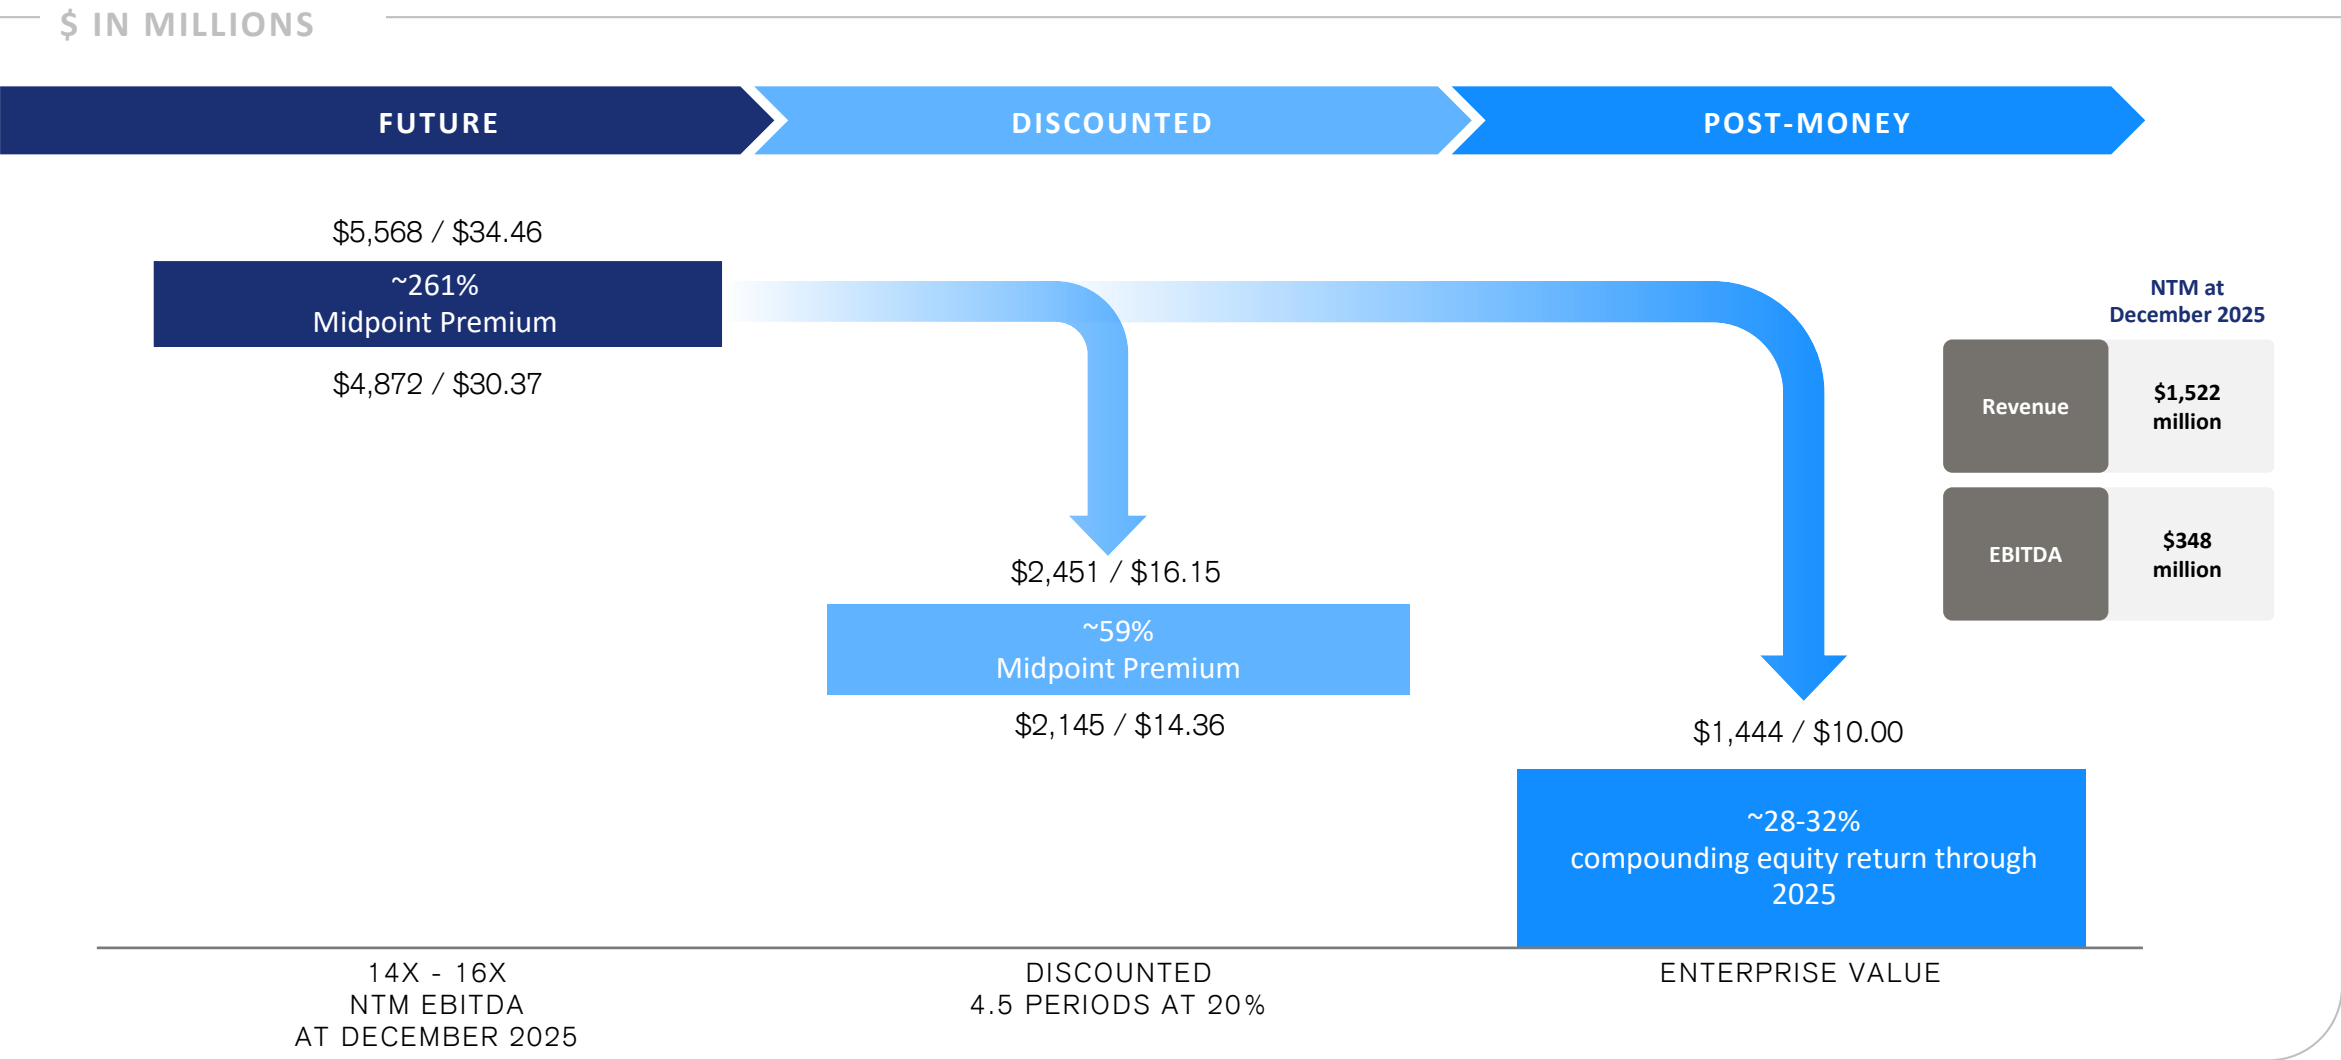 $ IN MILLIONS
FUTURE
DISCOUNTED
POST-MONEY
$5,568 / $34.46
~261%
Midpoint Premium
$4,872 / $30.37
$2,451 / $16.15
~59%
Midpoint Premium
$2,145 / $14.36
$1,444 / $10.00
~28-32%
compounding equity return through
2025
NTM at
December 2025
Revenue
$1,522
million
EBITDA
$348
million
14X - 16X
NTM EBITDA
AT DECEMBER 2025
DISCOUNTED
4.5 PERIODS AT 20%
ENTERPRISE VALUE